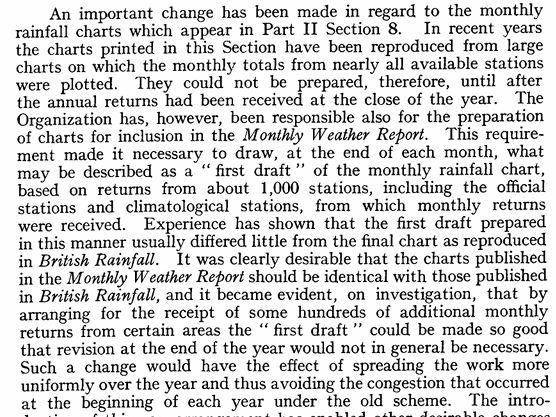 An important change has been made in regard to the monthly
rainfall charts which appear in Part II Section 8. In recent years
the charts printed in this Section have been reproduced from large
charts on which the monthly totals from nearly all available stations
were plotted. They could not be prepared, therefore, until after
the annual returns had been received at the close of the year. The
Organization has, however, been responsible also for the preparation
of charts for inclusion in the Monthly Weather Report. This require-
ment made it necessary to draw, at the end of each month, what
may be described as a “ first draft ” of the monthly rainfall chart,
based on returns from about 1,000 stations, including the official
stations and climatological stations, from which monthly returns
were received. Experience has shown that the first draft prepared
in this manner usually differed little from the final chart as reproduced
in British Rainfall. It was clearly desirable that the charts published
in the Monthly Weather Report should be identical with those published
in British Rainfall, and it became evident, on investigation, that by
arranging for the receipt of some hundreds of additional monthly
returns from certain areas the “ first draft ” could be made so good
that revision at the end of the year would not in general be necessary.
Such a change would have the effect of spreading the work more
uniformly over the year and thus avoiding the congestion that occurred
at the beginning of each year under the old scheme. The intro-